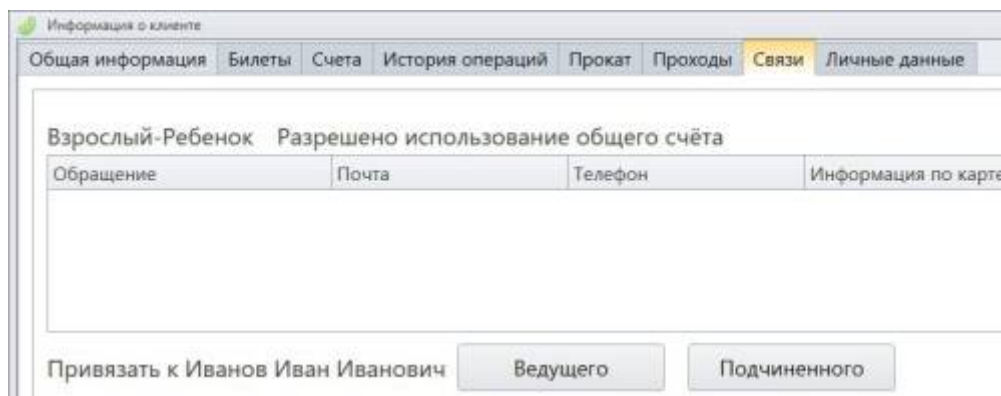 Информация о клиенте
Общая информация Билеты Счета История операций Прокат Проходы Связи Личные данные
Взрослый-Ребенок Разрешено использование общего счёта
Обращение Почта Телефон Информация по карте
Привязать к Иванов Иван Иванович Ведущего Подчиненного